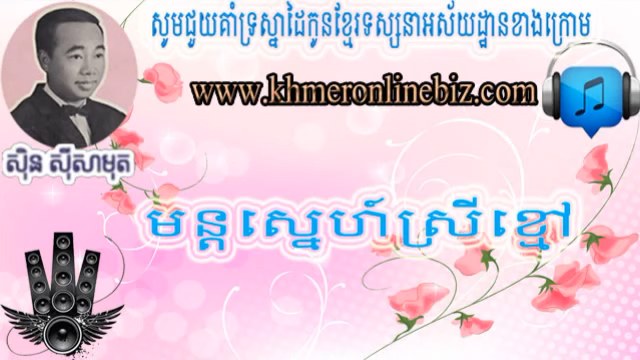 សូមជួយគាំទ្រស្នាដៃកូនខ្មែរទស្សនាអស័យដ្ឋានខាងក្រោម
www.khmeronlinebiz.com
ស៊ិន ស៊ីសាមុត
មន្តស្នេហ៍ស្រីខ្មៅ